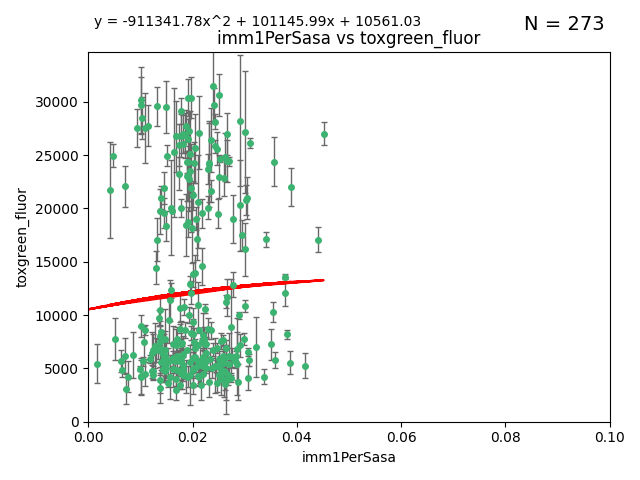 y = -911341.78x^2 + 101145.99x + 10561.03
N = 273
imm1PerSasa vs toxgreen_fluor
30000
25000
20000
15000
10000
5000
0
toxgreen_fluor
0.00
0.02
0.04
0.06
0.08
0.10
imm1PerSasa